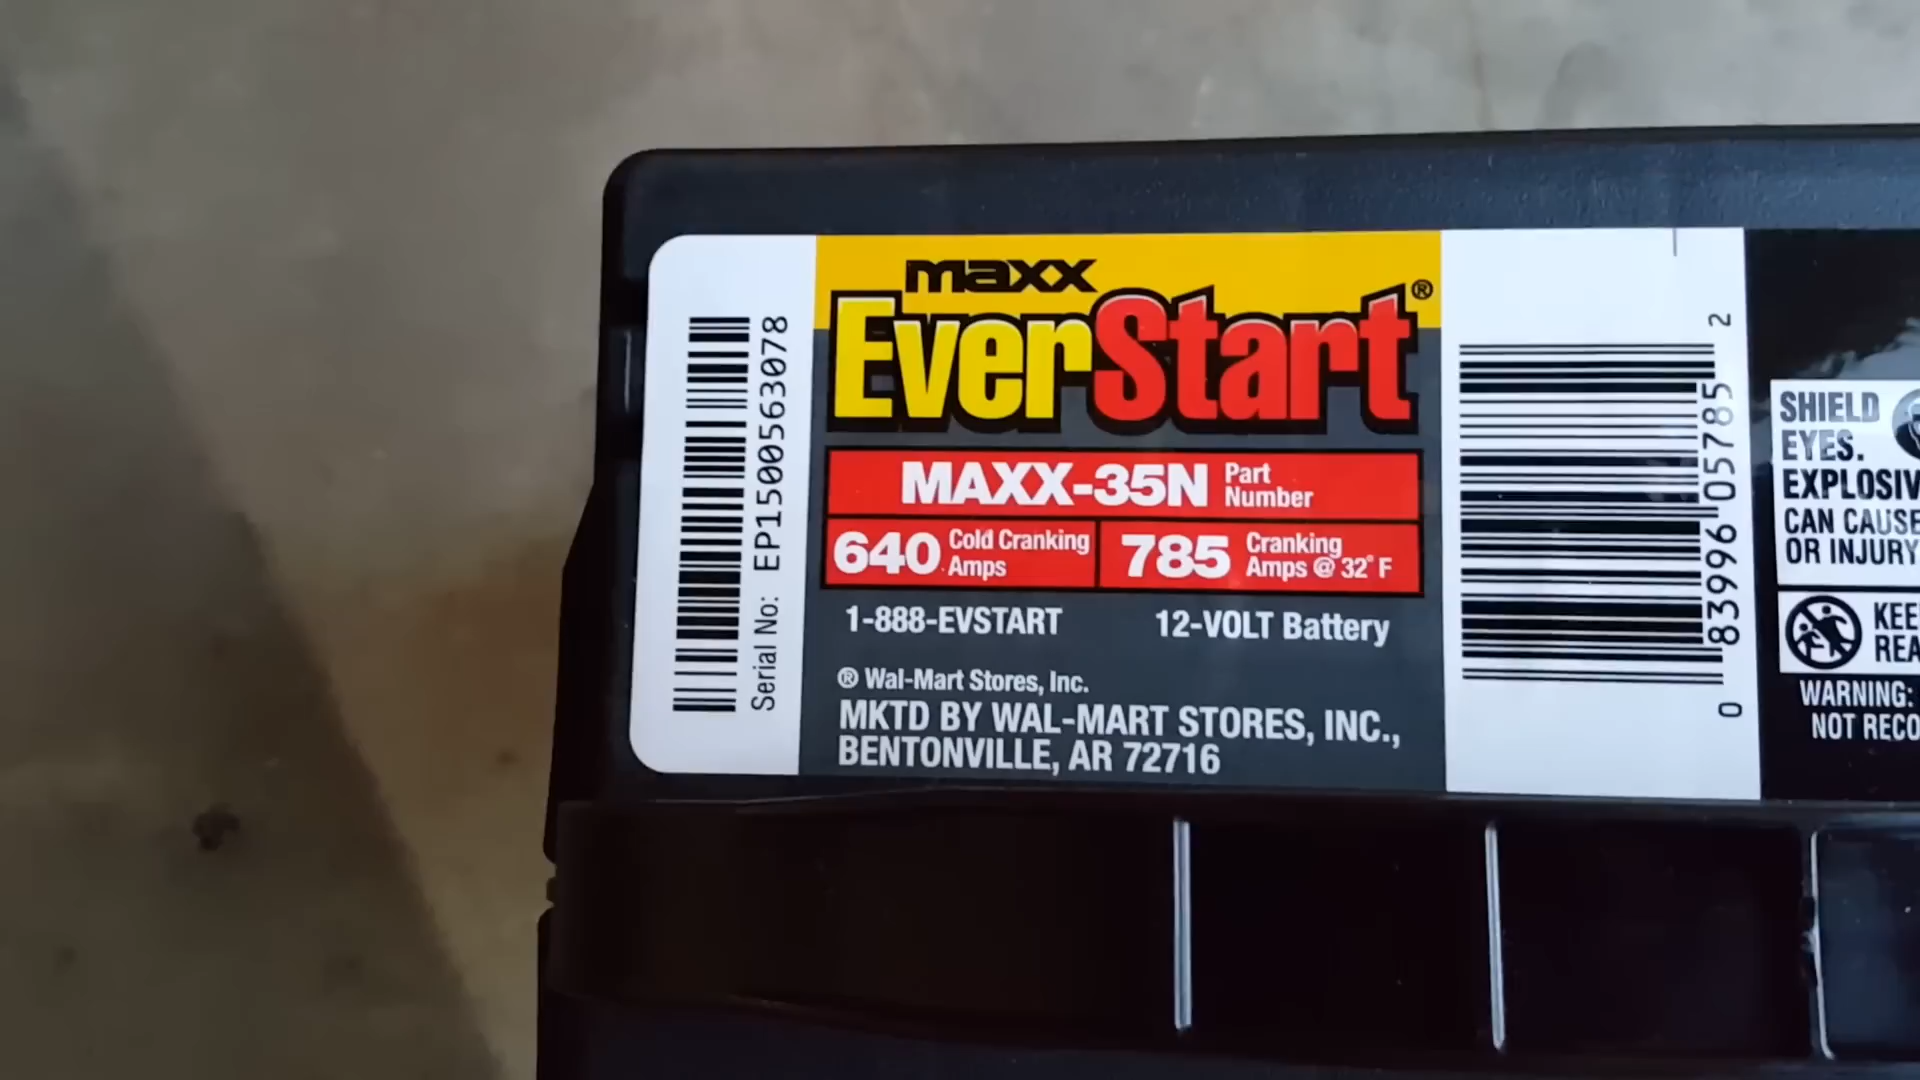 Serial No: EP1500563078
maxx
EverStart®
MAXX-35N Part Number
640 Cold Cranking Amps
785 Cranking Amps @ 32°F
1-888-EVSTART
12-VOLT Battery
® Wal-Mart Stores, Inc.
MKTD BY WAL-MART STORES, INC.,
BENTONVILLE, AR 72716
0 83996 05785 2
SHIELD
EYES.
EXPLOSIV
CAN CAUSE
OR INJURY
KEE
REA
WARNING:
NOT RECO